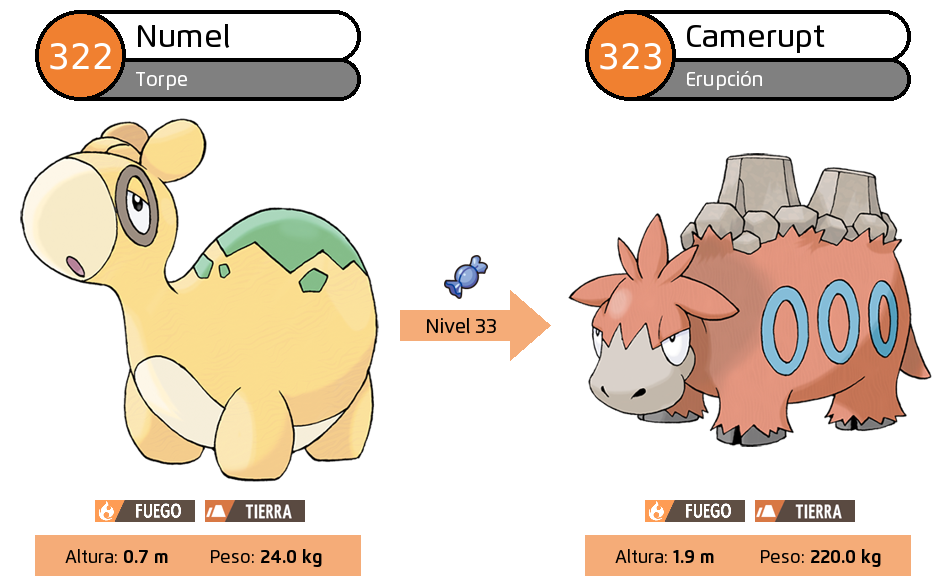 322
Numel
Torpe
323
Camerupt
Erupción
Nivel 33
FUEGO TIERRA
Altura: 0.7 m Peso: 24.0 kg
FUEGO TIERRA
Altura: 1.9 m Peso: 220.0 kg